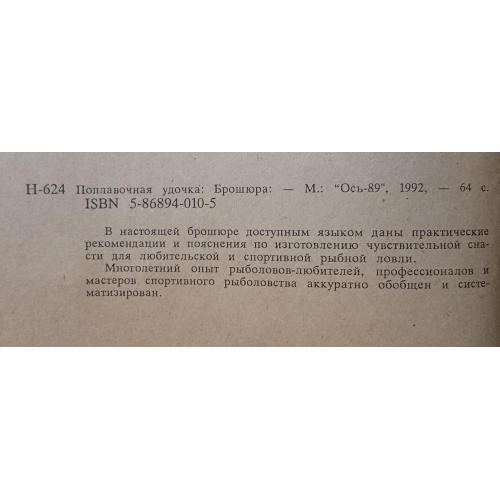 Н-624 Поплавочная удочка: Брошюра: — М.: "Ось-89", 1992, — 64 с.
ISBN 5-86894-010-5
В настоящей брошюре доступным языком даны практические
рекомендации и пояснения по изготовлению чувствительной сна-
сти для любительской и спортивной рыбной ловли.
Многолетний опыт рыболовов-любителей, профессионалов и
мастеров спортивного рыболовства аккуратно обобщен и систе-
матизирован.